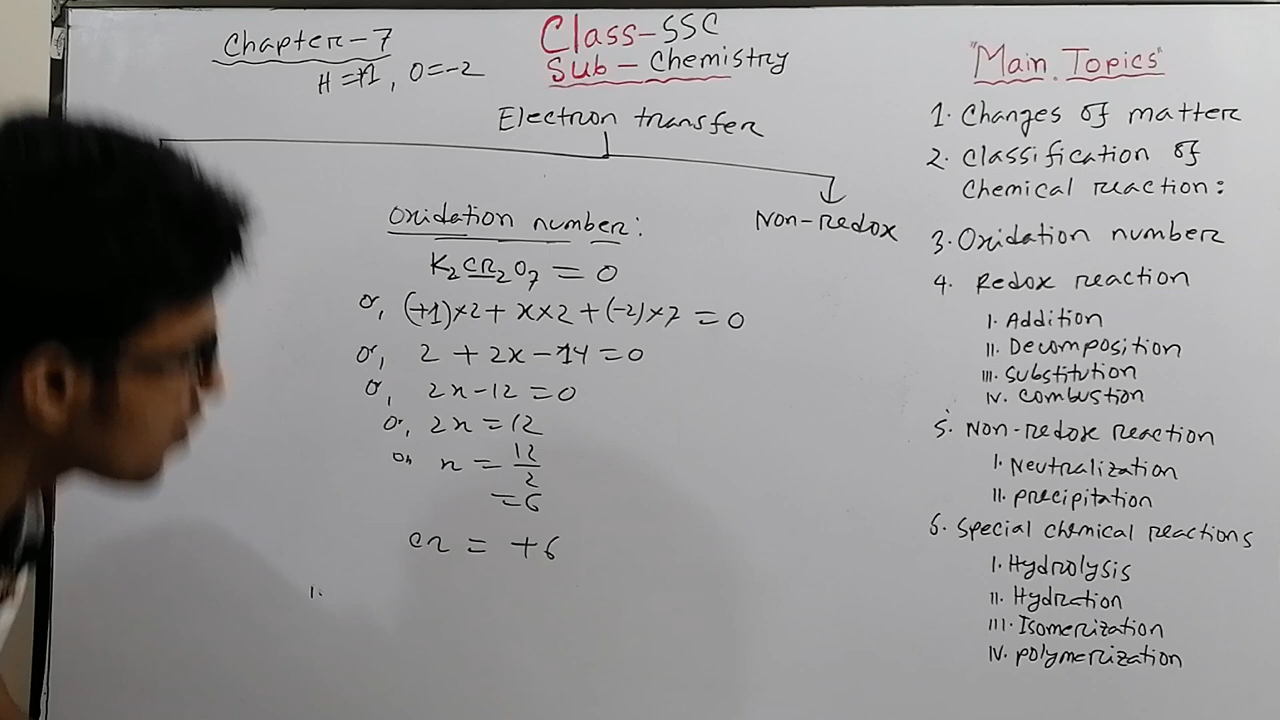 Chapter-7
H = +1, O = -2
Class-SSC
Sub- Chemistry
Electron transfer
Non-Redox
Oxidation number:
K₂Cr₂O₇ = 0
or, (+1)×2 + x×2 + (-2)×7 = 0
or, 2 + 2x - 14 = 0
or, 2x - 12 = 0
or, 2x = 12
or, x = 12/2
= 6
Cr = +6
1.
"Main Topics"
1. Changes of matter
2. Classification of
Chemical reaction:
3. Oxidation number
4. Redox reaction
I. Addition
II. Decomposition
III. Substitution
IV. Combustion
5. Non-redox reaction
I. Neutralization
II. Precipitation
6. Special chemical reactions
I. Hydrolysis
II. Hydration
III. Isomerization
IV. polymerization